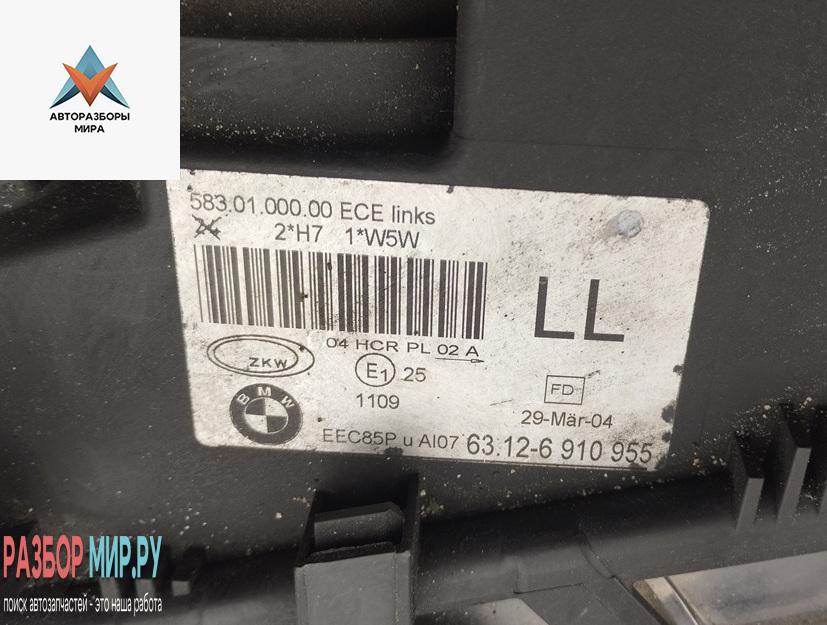 АВТОРАЗБОРЫ
МИРА
583.01.000.00 ECE links
2*H7 1*W5W
LL
04 HCR PL 02 A
ZKW
E1 25
FD
1109
BMW
29-Mär-04
EEC85P u Al07 63.12-6 910 955
РАЗБОР МИР.РУ
поиск автозапчастей - это наша работа